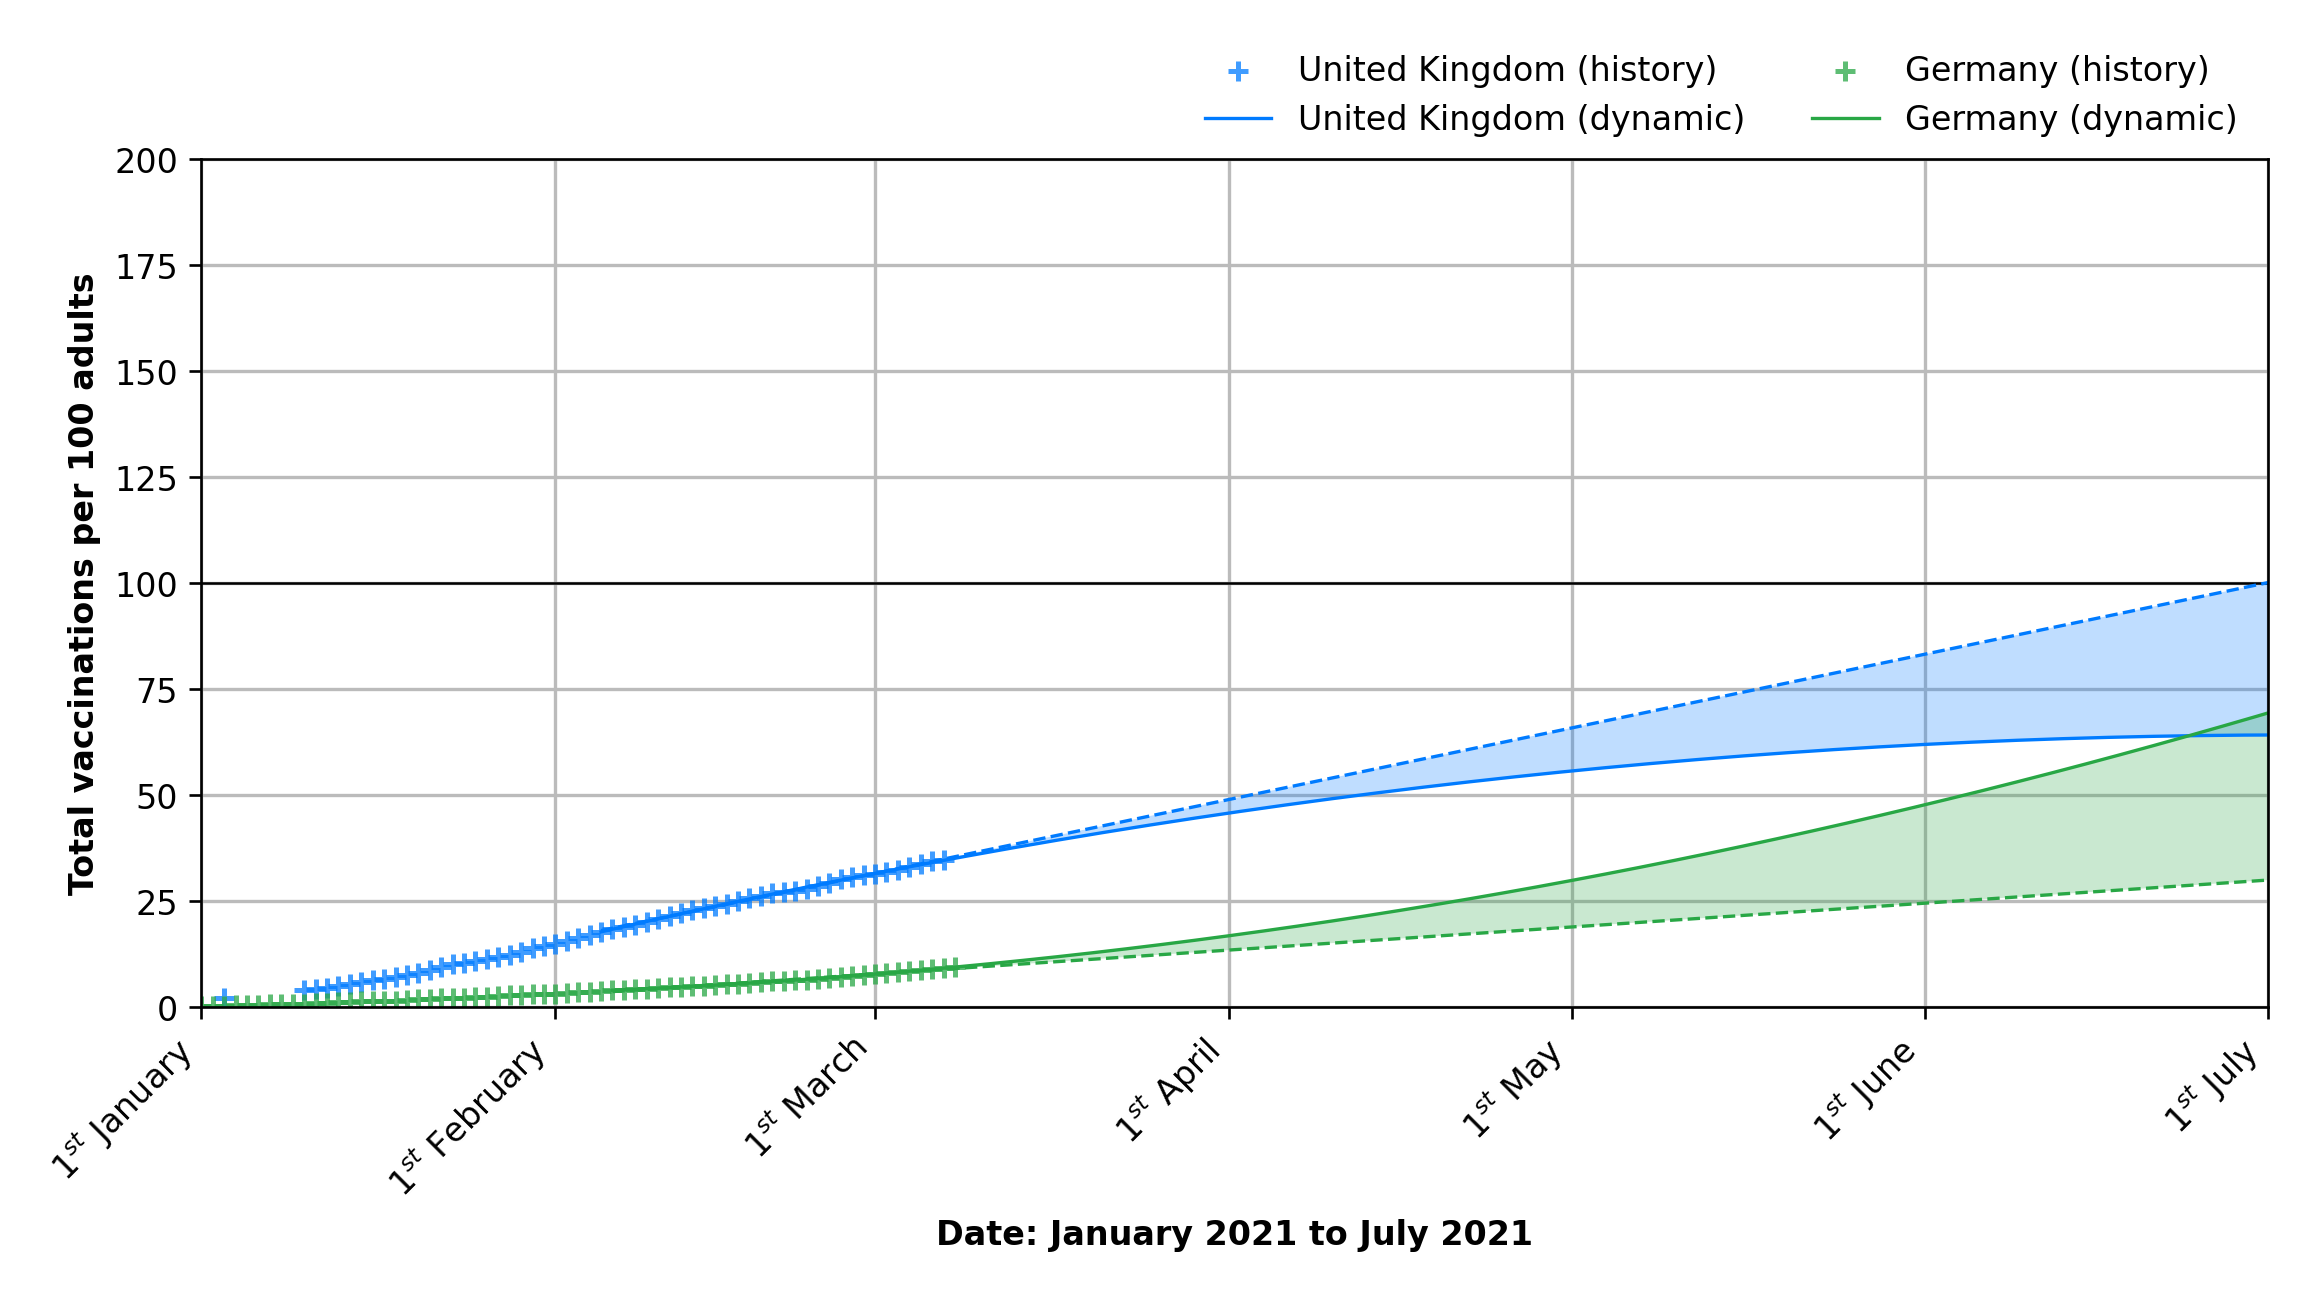 United Kingdom (history)
United Kingdom (dynamic)
Germany (history)
Germany (dynamic)
Total vaccinations per 100 adults
200
175
150
125
100
75
50
25
0
1st January
1st February
1st March
1st April
1st May
1st June
1st July
Date: January 2021 to July 2021